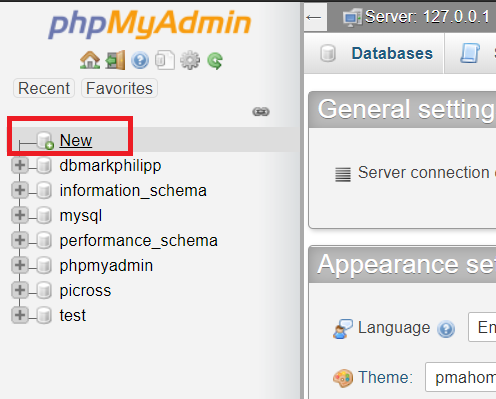 phpMyAdmin
Recent Favorites
New
dbmarkphilipp
information_schema
mysql
performance_schema
phpmyadmin
picross
test
Server: 127.0.0.1
Databases
General setting
Server connection
Appearance set
Language
En
Theme: pmahom